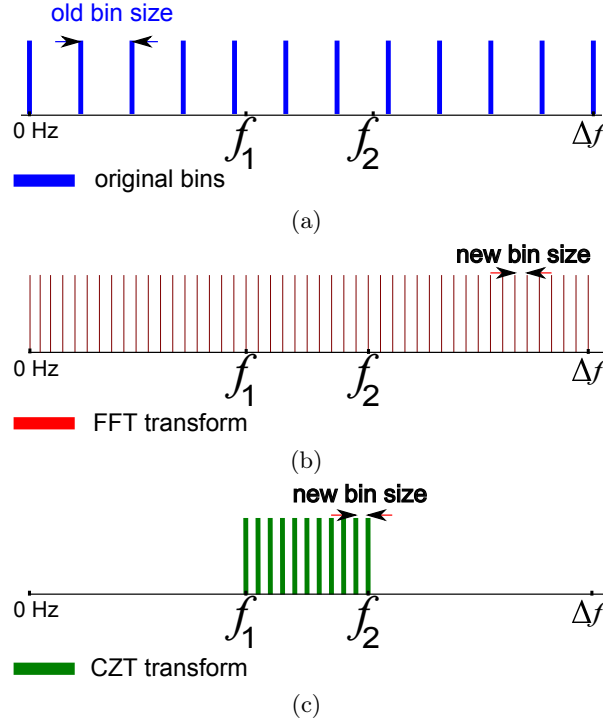 old bin size
0 Hz f1 f2 Δf
original bins
(a)
new bin size
0 Hz f1 f2 Δf
FFT transform
(b)
new bin size
0 Hz f1 f2 Δf
CZT transform
(c)